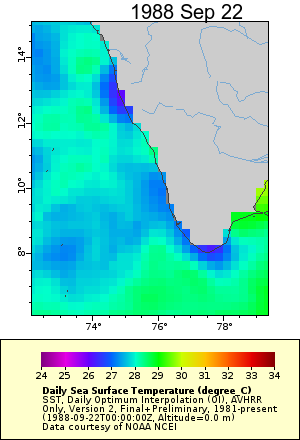 1988 Sep 22
14°
12°
10°
8°
74° 76° 78°
24 25 26 27 28 29 30 31 32 33 34
Daily Sea Surface Temperature (degree_C)
SST, Daily Optimum Interpolation (OI), AVHRR
Only, Version 2, Final+Preliminary, 1981-present
(1988-09-22T00:00:00Z, Altitude=0.0 m)
Data courtesy of NOAA NCEI